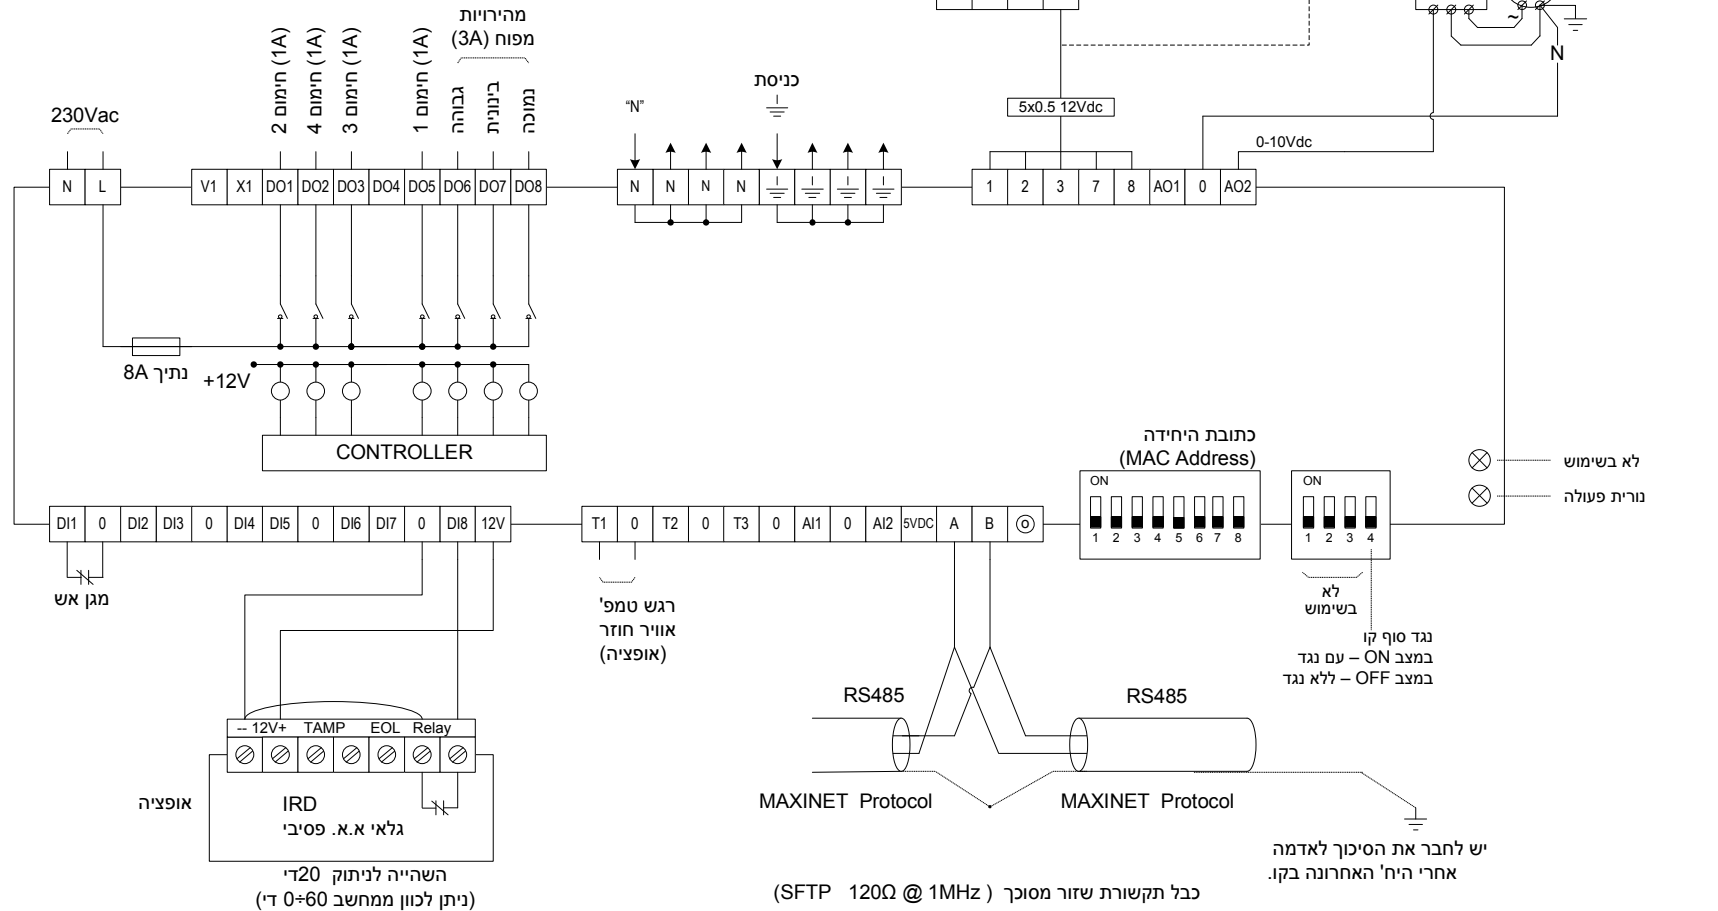 מהירויות
מפוח (3A)
230Vac
חימום 2 (1A)
חימום 4 (1A)
חימום 3 (1A)
חימום 1 (1A)
גבוהה
בינונית
נמוכה
"N"
כניסת
5x0.5 12Vdc
0-10Vdc
~
N
N L
V1 X1 DO1 DO2 DO3 DO4 DO5 DO6 DO7 DO8
N N N N
1 2 3 7 8 AO1 0 AO2
נתיך 8A
+12V
CONTROLLER
כתובת היחידה
(MAC Address)
ON
1 2 3 4 5 6 7 8
ON
1 2 3 4
לא בשימוש
נורית פעולה
DI1 0 DI2 DI3 0 DI4 DI5 0 DI6 DI7 0 DI8 12V
T1 0 T2 0 T3 0 AI1 0 AI2 5VDC A B
מגן אש
רגש טמפ'
אוויר חוזר
(אופציה)
לא
בשימוש
נגד סוף קו
במצב ON – עם נגד
במצב OFF – ללא נגד
RS485
RS485
-- 12V+ TAMP EOL Relay
אופציה
IRD
גלאי א.א. פסיבי
MAXINET Protocol
MAXINET Protocol
השהייה לניתוק 20די
(ניתן לכוון ממחשב 60÷0 די)
יש לחבר את הסיכוך לאדמה
אחרי היח' האחרונה בקו.
כבל תקשורת שזור מסוכך (SFTP 120Ω @ 1MHz)